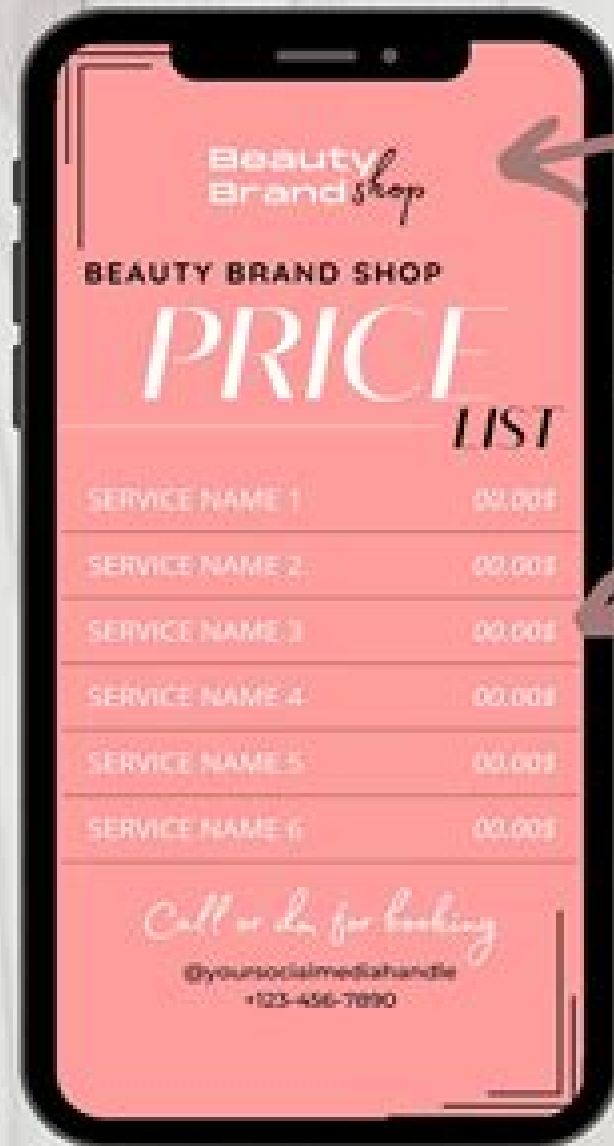 Beauty
Brand shop
BEAUTY BRAND SHOP
PRICE
LIST
SERVICE NAME 1 00.00$
SERVICE NAME 2 00.00$
SERVICE NAME 3 00.00$
SERVICE NAME 4 00.00$
SERVICE NAME 5 00.00$
SERVICE NAME 6 00.00$
Call or dm for booking
@yoursocialmediahandle
+123-456-7890